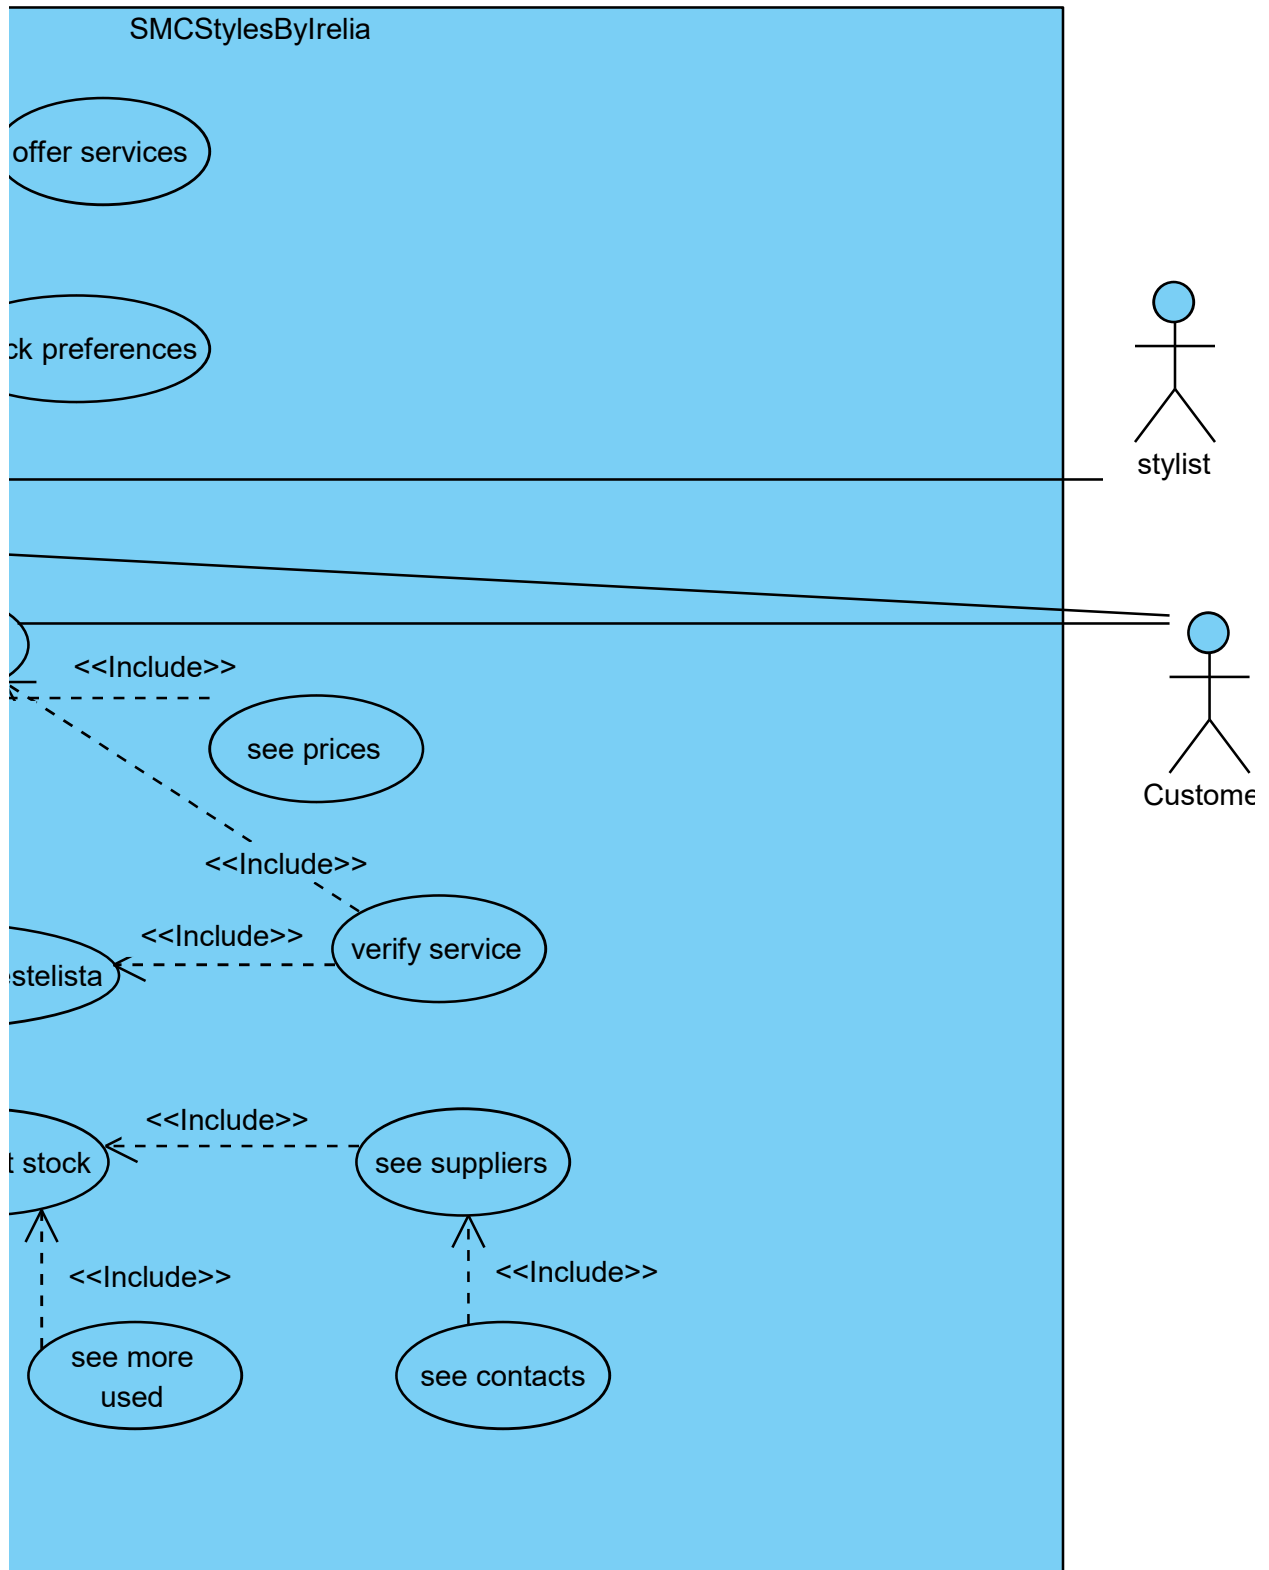 SMCStylesByIrelia
offer services
ck preferences
stylist
<<Include>>
see prices
Custome
<<Include>>
<<Include>>
verify service
estelista
<<Include>>
t stock
see suppliers
<<Include>>
<<Include>>
see more
used
see contacts